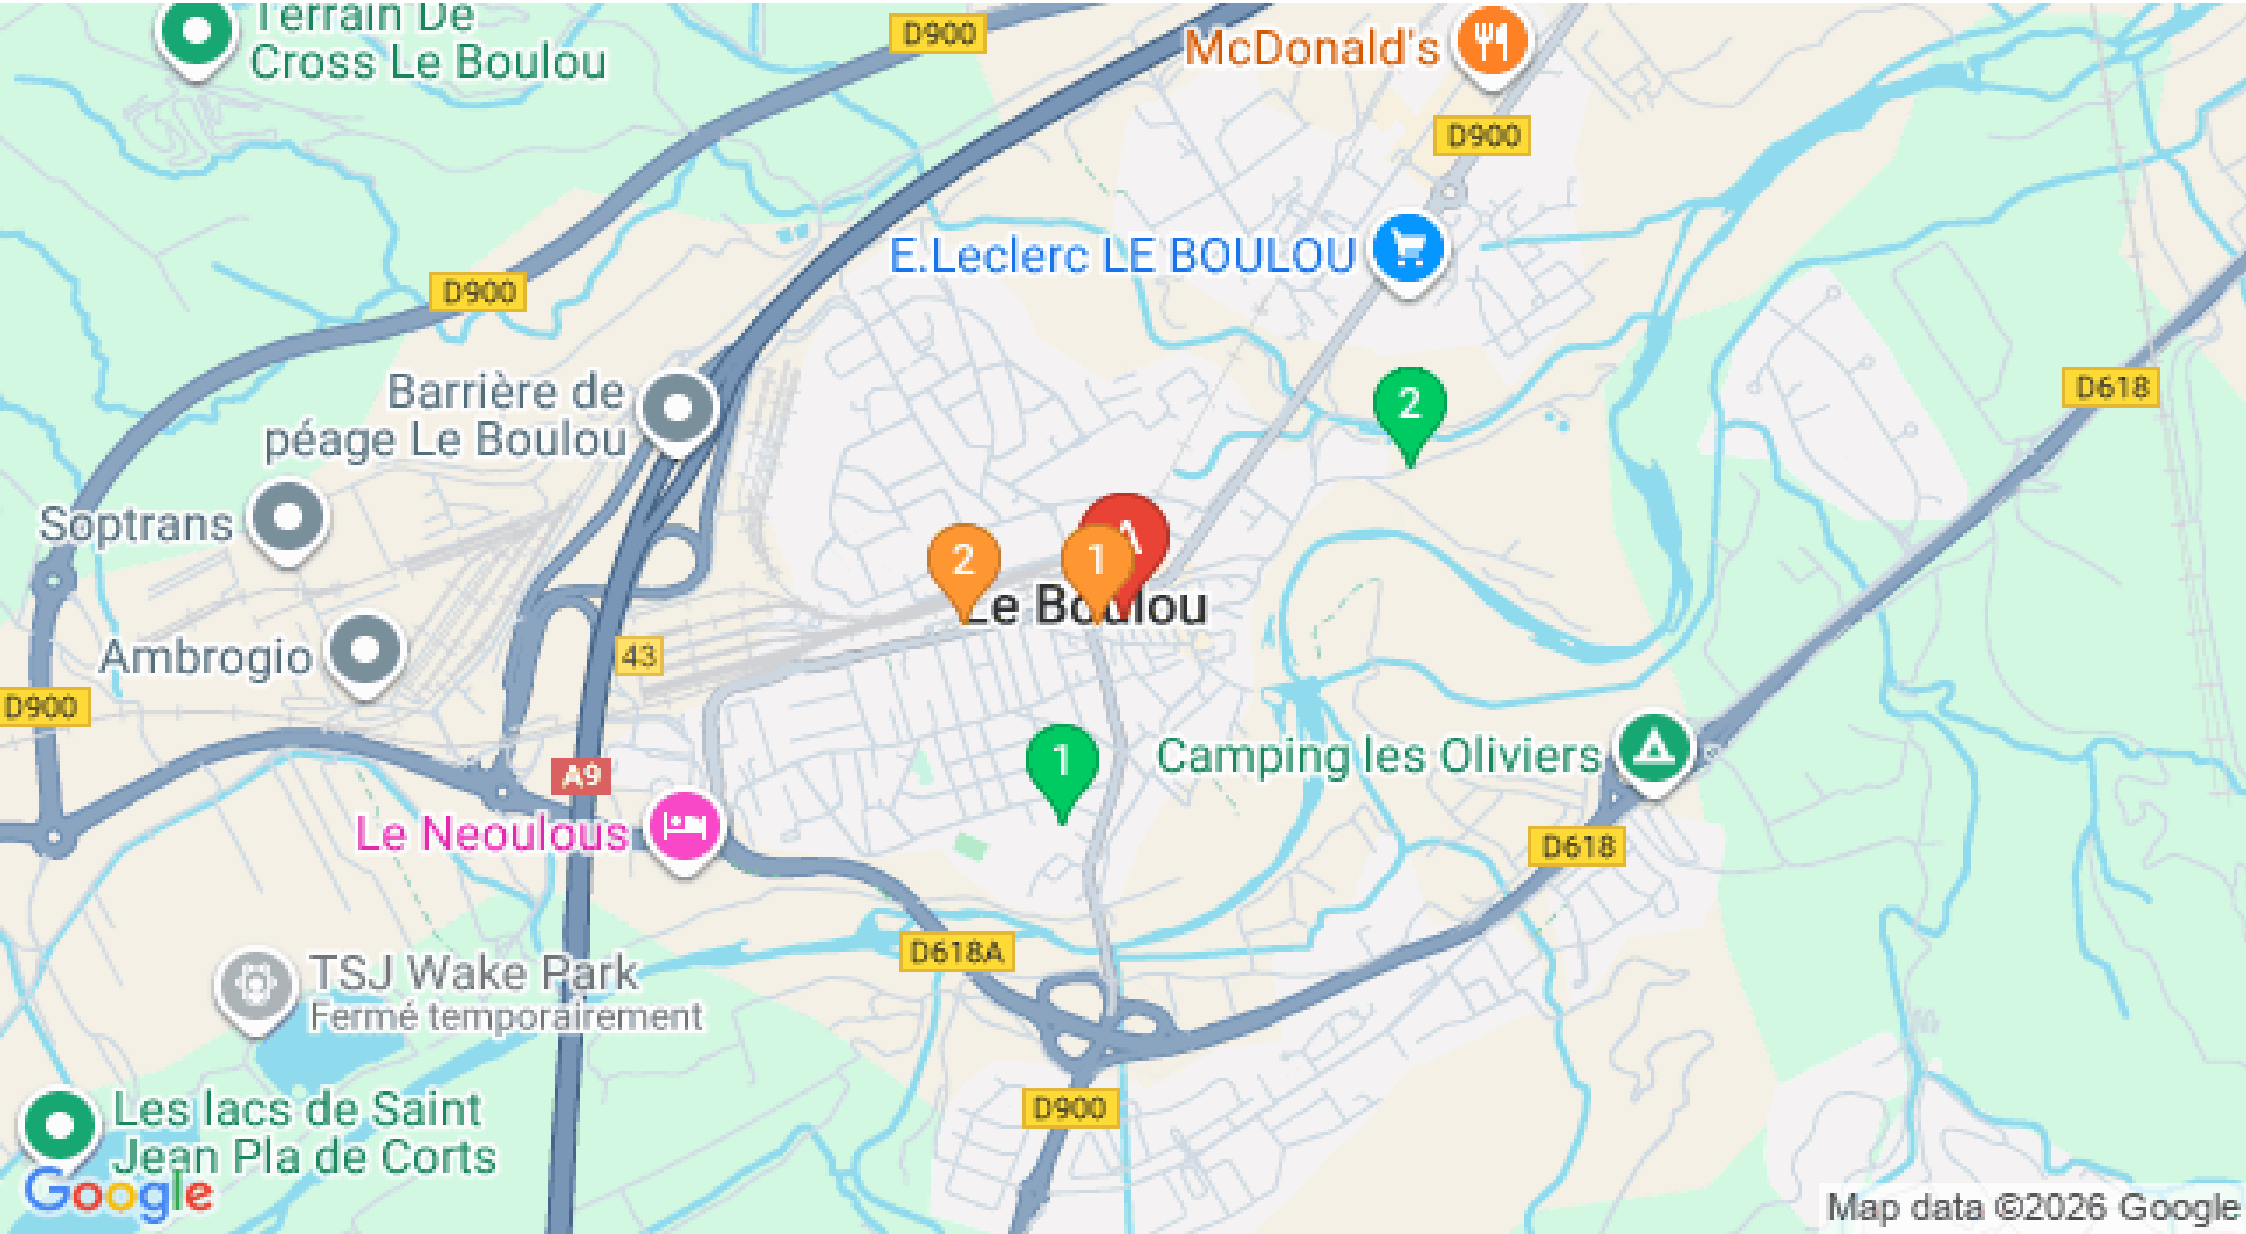 Terrain De
Cross Le Boulou
D900
McDonald's
D900
E.Leclerc LE BOULOU
D900
Barrière de
péage Le Boulou
2
D618
Soptrans
2
1
Le Boulou
Ambrogio
43
D900
A9
1
Camping les Oliviers
Le Neoulous
D618
D618A
TSJ Wake Park
Fermé temporairement
D900
Les lacs de Saint
Jean Pla de Corts
Google
Map data ©2026 Google